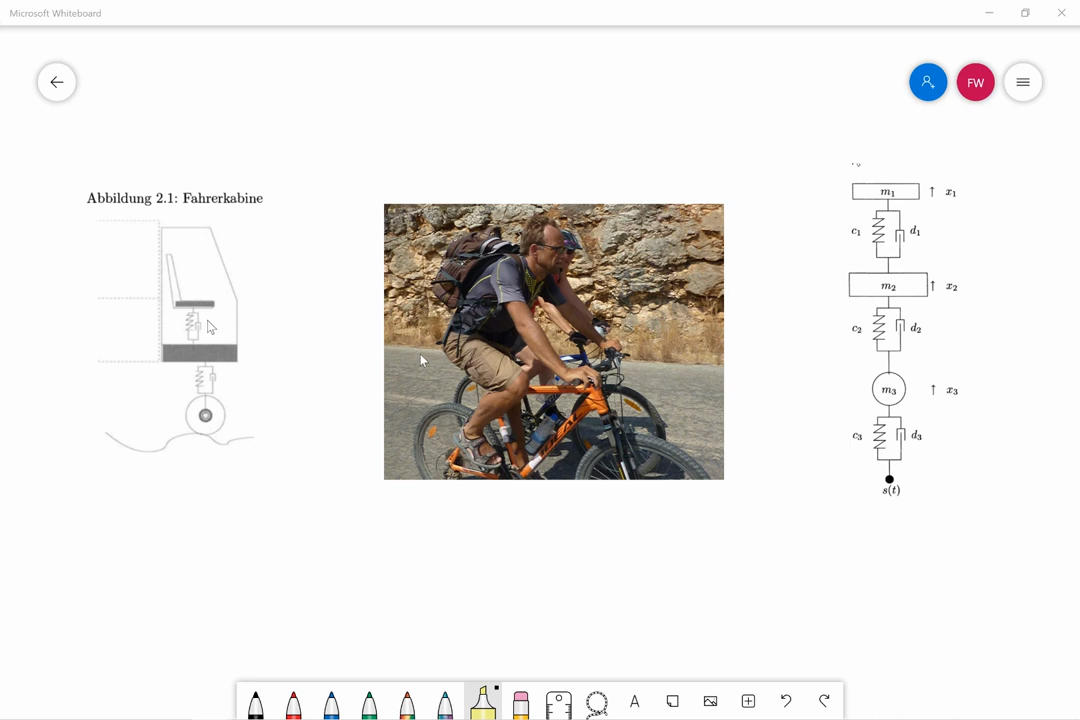 Microsoft Whiteboard
FW
Abbildung 2.1: Fahrerkabine
m₁ ↑ x₁
c₁ d₁
m₂ ↑ x₂
c₂ d₂
m₃ ↑ x₃
c₃ d₃
s(t)
A